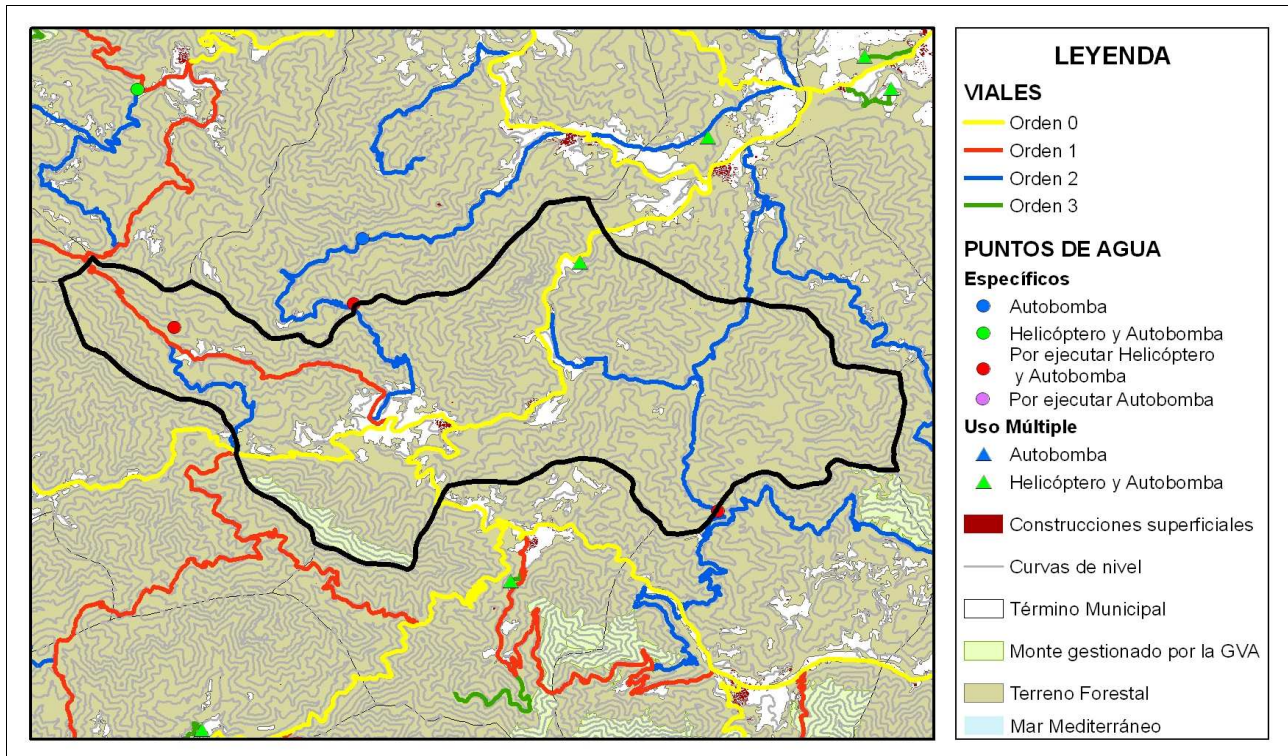 LEYENDA
VIALES
Orden 0
Orden 1
Orden 2
Orden 3
PUNTOS DE AGUA
Específicos
Autobomba
Helicóptero y Autobomba
Por ejecutar Helicóptero
y Autobomba
Por ejecutar Autobomba
Uso Múltiple
Autobomba
Helicóptero y Autobomba
Construcciones superficiales
Curvas de nivel
Término Municipal
Monte gestionado por la GVA
Terreno Forestal
Mar Mediterráneo